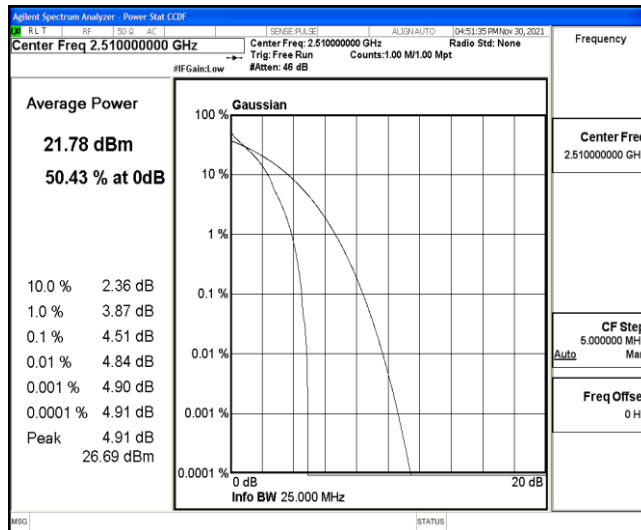 Agilent Spectrum Analyzer - Power Stat CCDF
RLT RF 50 Ω AC SENSE:PULSE ALIGNAUTO 04:51:35 PM Nov 30, 2021
Center Freq 2.510000000 GHz
Center Freq: 2.510000000 GHz Radio Std: None
Trig: Free Run Counts:1.00 M/1.00 Mpt
#IFGain:Low #Atten: 46 dB
Frequency
Average Power
21.78 dBm
50.43 % at 0dB
10.0 % 2.36 dB
1.0 % 3.87 dB
0.1 % 4.51 dB
0.01 % 4.84 dB
0.001 % 4.90 dB
0.0001 % 4.91 dB
Peak 4.91 dB
26.69 dBm
Gaussian
100 %
10 %
1 %
0.1 %
0.01 %
0.001 %
0.0001 %
0 dB 20 dB
Info BW 25.000 MHz
Center Freq
2.510000000 GH
CF Step
5.000000 MH
Auto Ma
Freq Offse
0 H
MSG STATUS